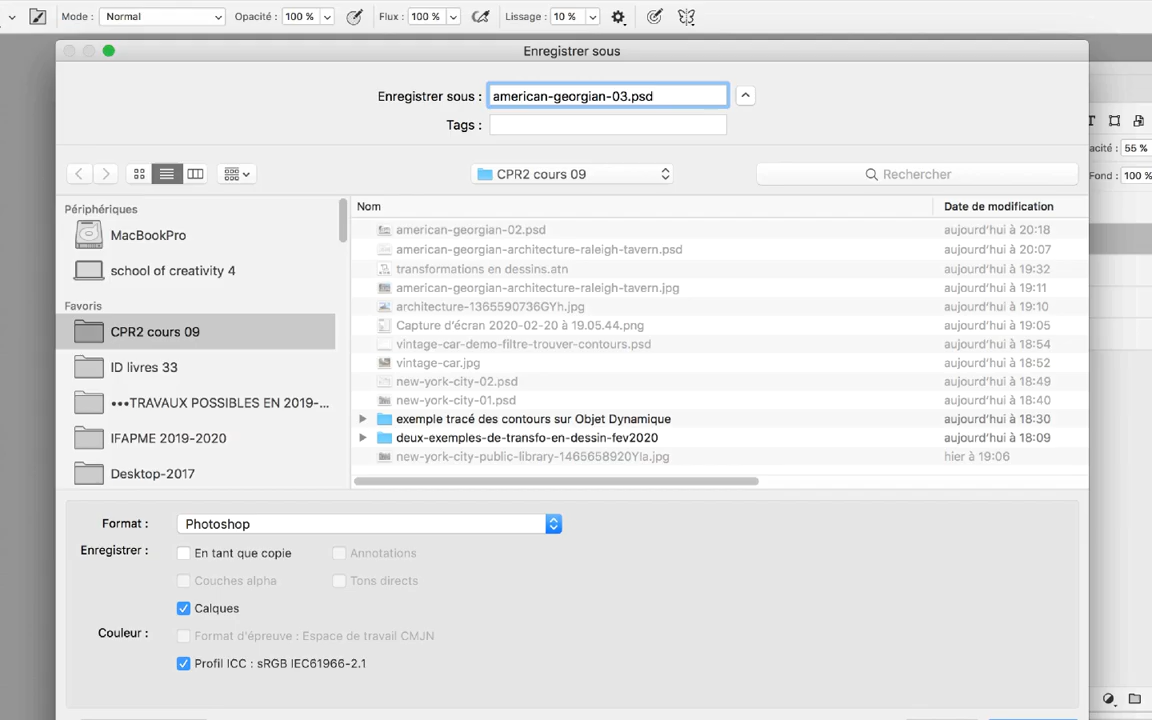 Mode : Normal Opacité : 100 % Flux : 100 % Lissage : 10 %
Enregistrer sous
Enregistrer sous : american-georgian-03.psd
Tags :
CPR2 cours 09
Rechercher
Périphériques
MacBookPro
school of creativity 4
Favoris
CPR2 cours 09
ID livres 33
•••TRAVAUX POSSIBLES EN 2019-...
IFAPME 2019-2020
Desktop-2017
Nom Date de modification
american-georgian-02.psd aujourd'hui à 20:18
american-georgian-architecture-raleigh-tavern.psd aujourd'hui à 20:07
transformations en dessins.atn aujourd'hui à 19:32
american-georgian-architecture-raleigh-tavern.jpg aujourd'hui à 19:11
architecture-1365590736GYh.jpg aujourd'hui à 19:10
Capture d'écran 2020-02-20 à 19.05.44.png aujourd'hui à 19:05
vintage-car-demo-filtre-trouver-contours.psd aujourd'hui à 18:54
vintage-car.jpg aujourd'hui à 18:52
new-york-city-02.psd aujourd'hui à 18:49
new-york-city-01.psd aujourd'hui à 18:40
exemple tracé des contours sur Objet Dynamique aujourd'hui à 18:30
deux-exemples-de-transfo-en-dessin-fev2020 aujourd'hui à 18:09
new-york-city-public-library-1465658920Yla.jpg hier à 19:06
Format : Photoshop
Enregistrer : En tant que copie Annotations
Couches alpha Tons directs
Calques
Couleur : Format d'épreuve : Espace de travail CMJN
Profil ICC : sRGB IEC61966-2.1
T
acité : 55 %
Fond : 100 %